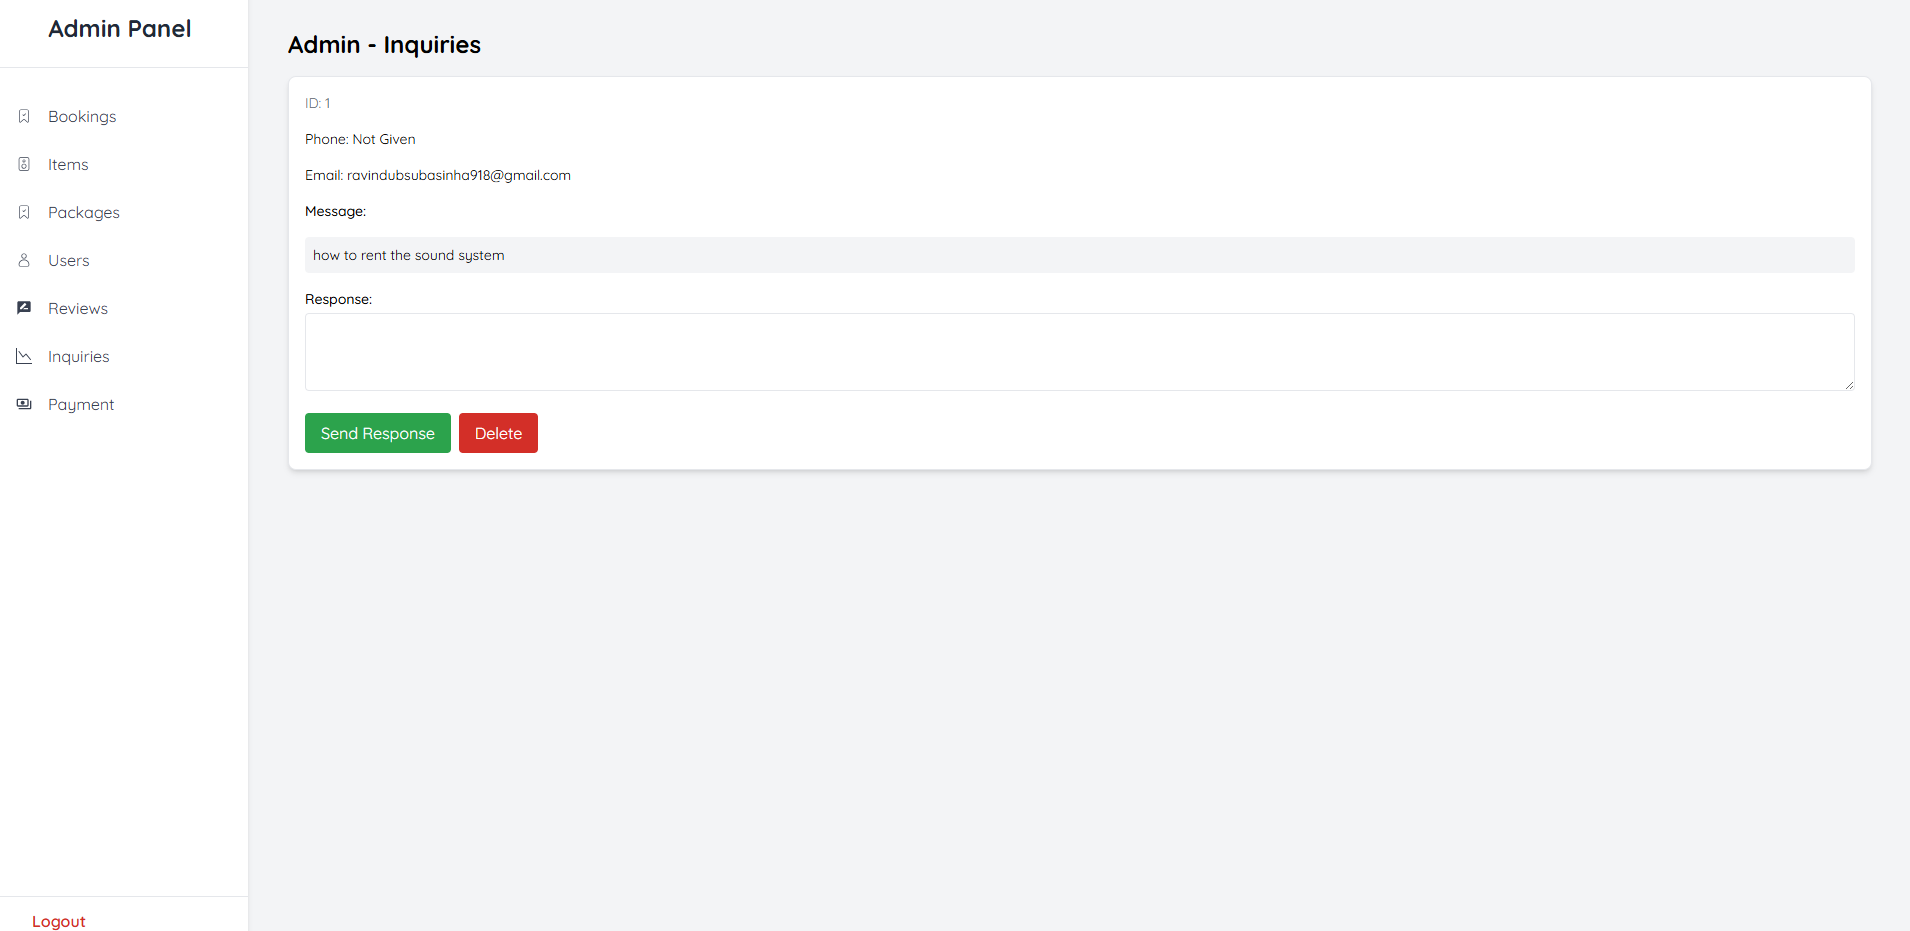 Admin Panel
Bookings
Items
Packages
Users
Reviews
Inquiries
Payment
Logout
Admin - Inquiries
ID: 1
Phone: Not Given
Email: ravindubsubasinha918@gmail.com
Message:
how to rent the sound system
Response:
Send Response
Delete